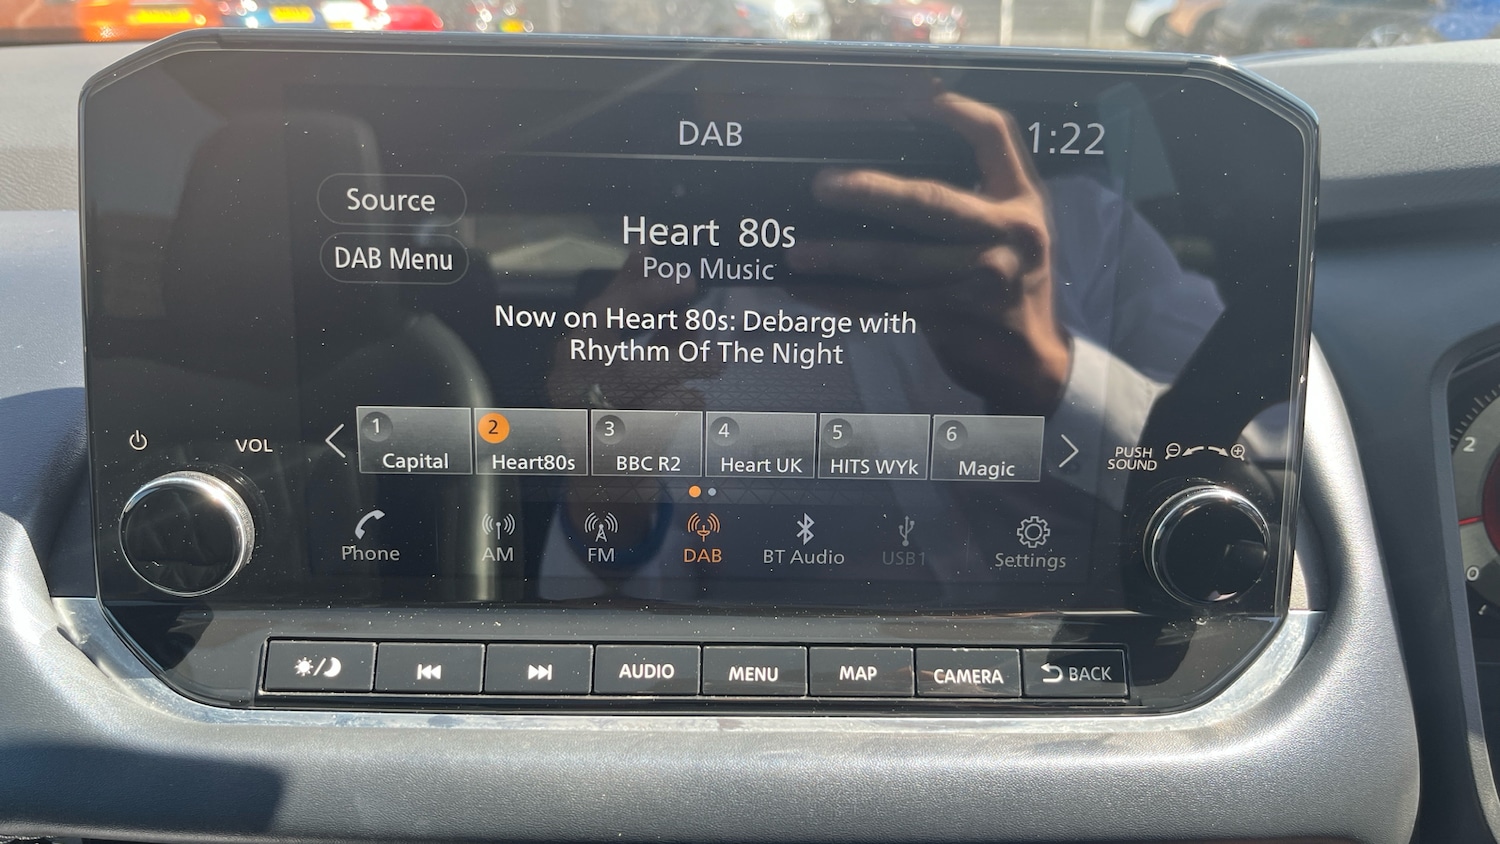 DAB
1:22
Source
DAB Menu
Heart 80s
Pop Music
Now on Heart 80s: Debarge with
Rhythm Of The Night
1
Capital
2
Heart80s
3
BBC R2
4
Heart UK
5
HITS WYk
6
Magic
VOL
PUSH
SOUND
Phone
AM
FM
DAB
BT Audio
USB1
Settings
AUDIO
MENU
MAP
CAMERA
BACK
2
0